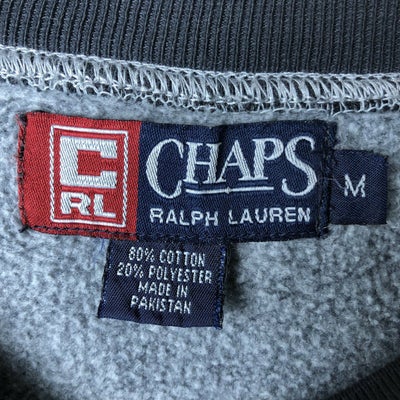 C
RL
CHAPS
RALPH LAUREN
M
80% COTTON
20% POLYESTER
MADE IN
PAKISTAN